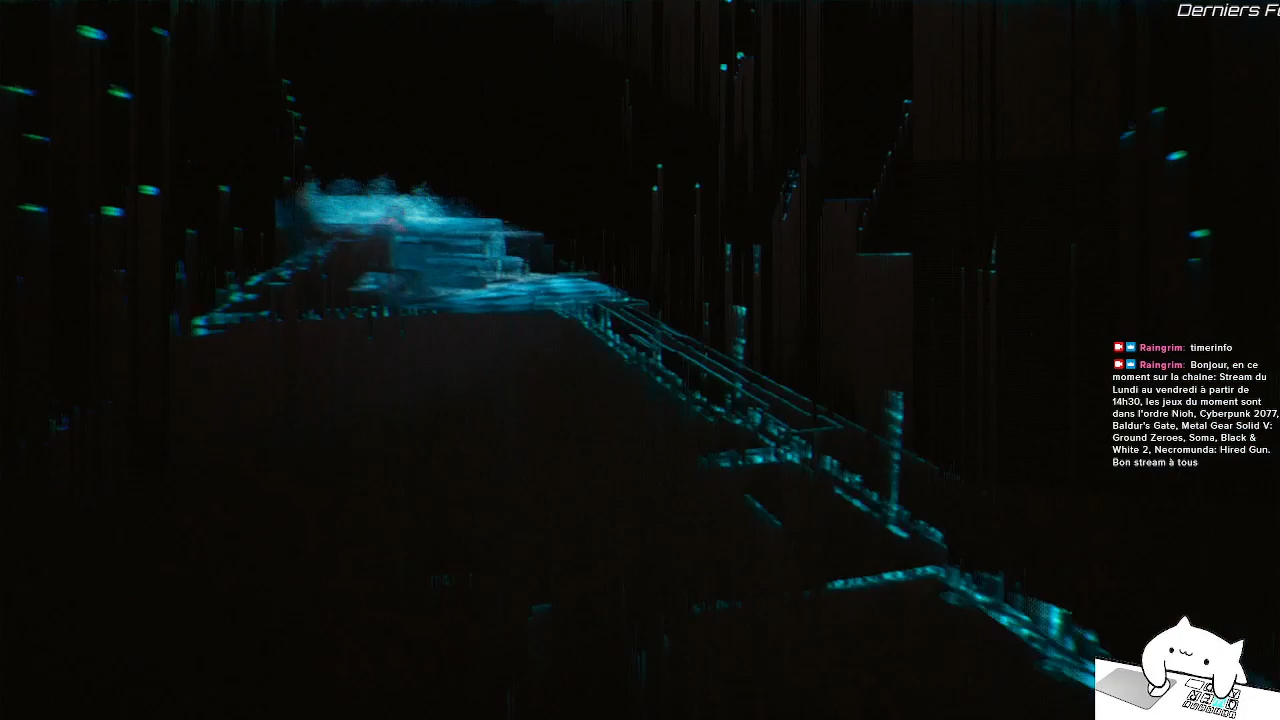 Derniers F
Raingrim: timerinfo
Raingrim: Bonjour, en ce
moment sur la chaine: Stream du
Lundi au vendredi à partir de
14h30, les jeux du moment sont
dans l'ordre Nioh, Cyberpunk 2077,
Baldur's Gate, Metal Gear Solid V:
Ground Zeroes, Soma, Black &
White 2, Necromunda: Hired Gun.
Bon stream à tous